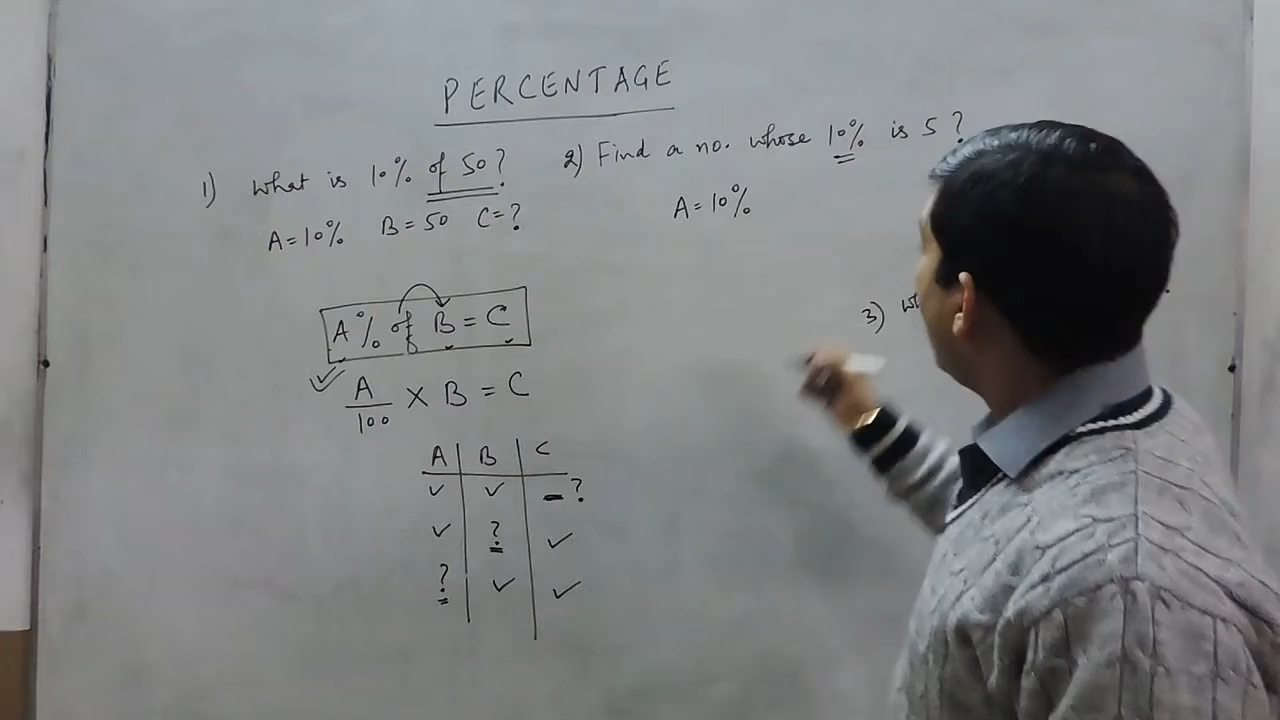 PERCENTAGE
1) What is 10% of 50?
A=10% B=50 C=?
2) Find a no. whose 10% is 5?
A=10%
3)
A% of B = C
A/100 × B = C
A B C
✓ ✓ – ?
✓ ? ✓
? ✓ ✓